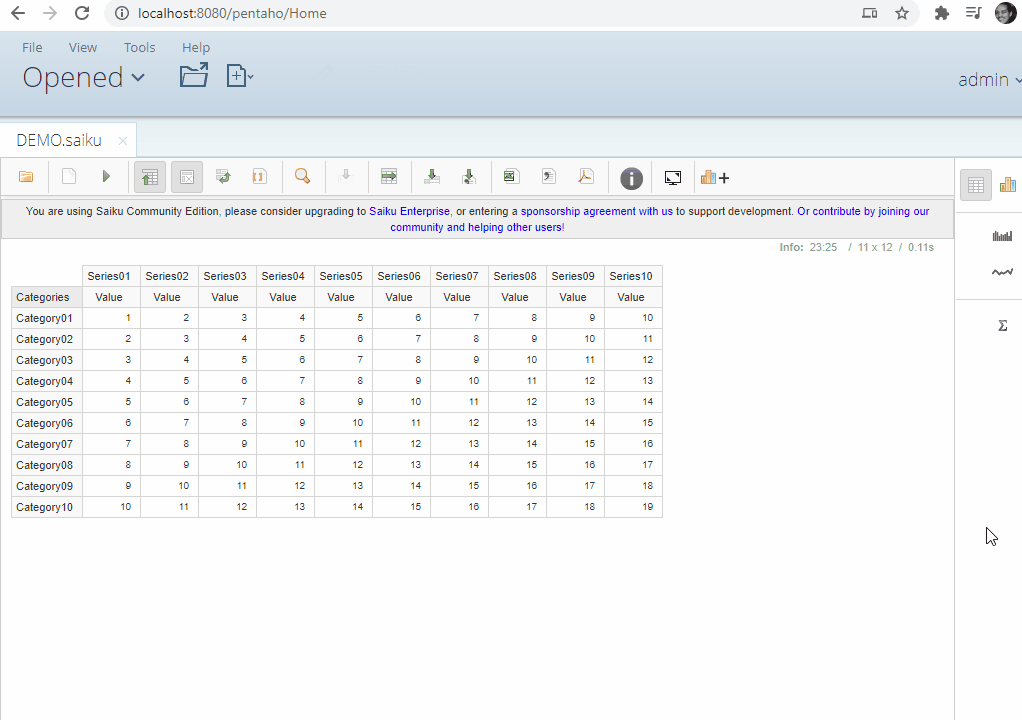 localhost:8080/pentaho/Home
File View Tools Help
Opened
admin
DEMO.saiku
You are using Saiku Community Edition, please consider upgrading to Saiku Enterprise, or entering a sponsorship agreement with us to support development. Or contribute by joining our
community and helping other users!
Info: 23:25 / 11 x 12 / 0.11s
Series01 Series02 Series03 Series04 Series05 Series06 Series07 Series08 Series09 Series10
Categories Value Value Value Value Value Value Value Value Value Value
Category01 1 2 3 4 5 6 7 8 9 10
Category02 2 3 4 5 6 7 8 9 10 11
Category03 3 4 5 6 7 8 9 10 11 12
Category04 4 5 6 7 8 9 10 11 12 13
Category05 5 6 7 8 9 10 11 12 13 14
Category06 6 7 8 9 10 11 12 13 14 15
Category07 7 8 9 10 11 12 13 14 15 16
Category08 8 9 10 11 12 13 14 15 16 17
Category09 9 10 11 12 13 14 15 16 17 18
Category10 10 11 12 13 14 15 16 17 18 19
Σ